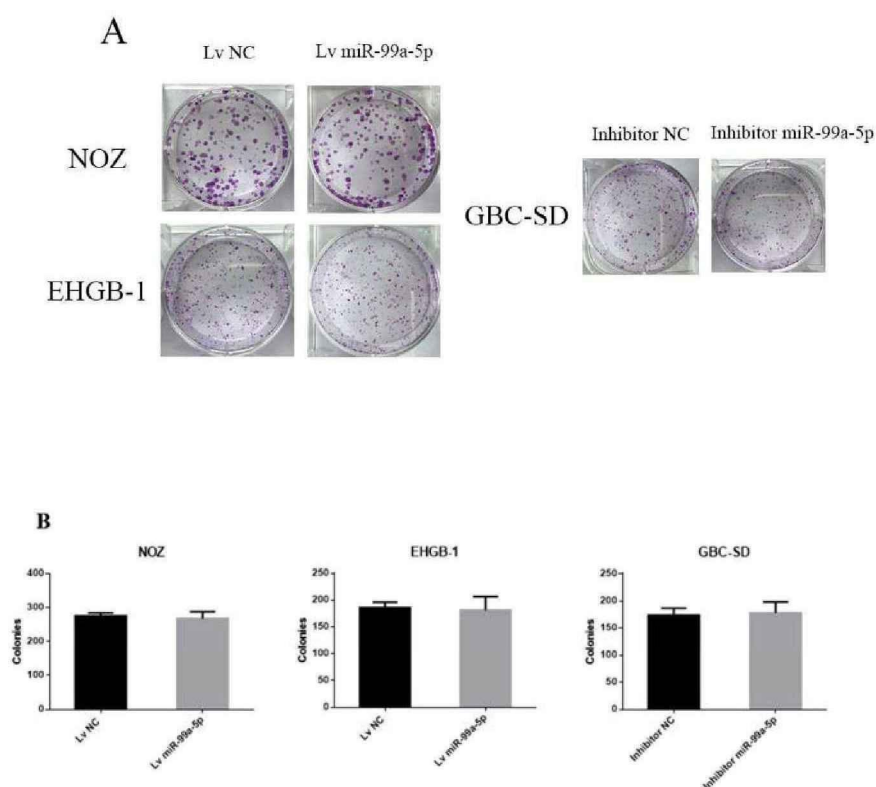 A
Lv NC Lv miR-99a-5p
NOZ
EHGB-1
Inhibitor NC Inhibitor miR-99a-5p
GBC-SD
B
NOZ
Colonies
400
300
200
100
0
Lv NC
Lv miR-99a-5p
EHGB-1
Colonies
250
200
150
100
50
0
Lv NC
Lv miR-99a-5p
GBC-SD
Colonies
250
200
150
100
50
0
Inhibitor NC
Inhibitor miR-99a-5p